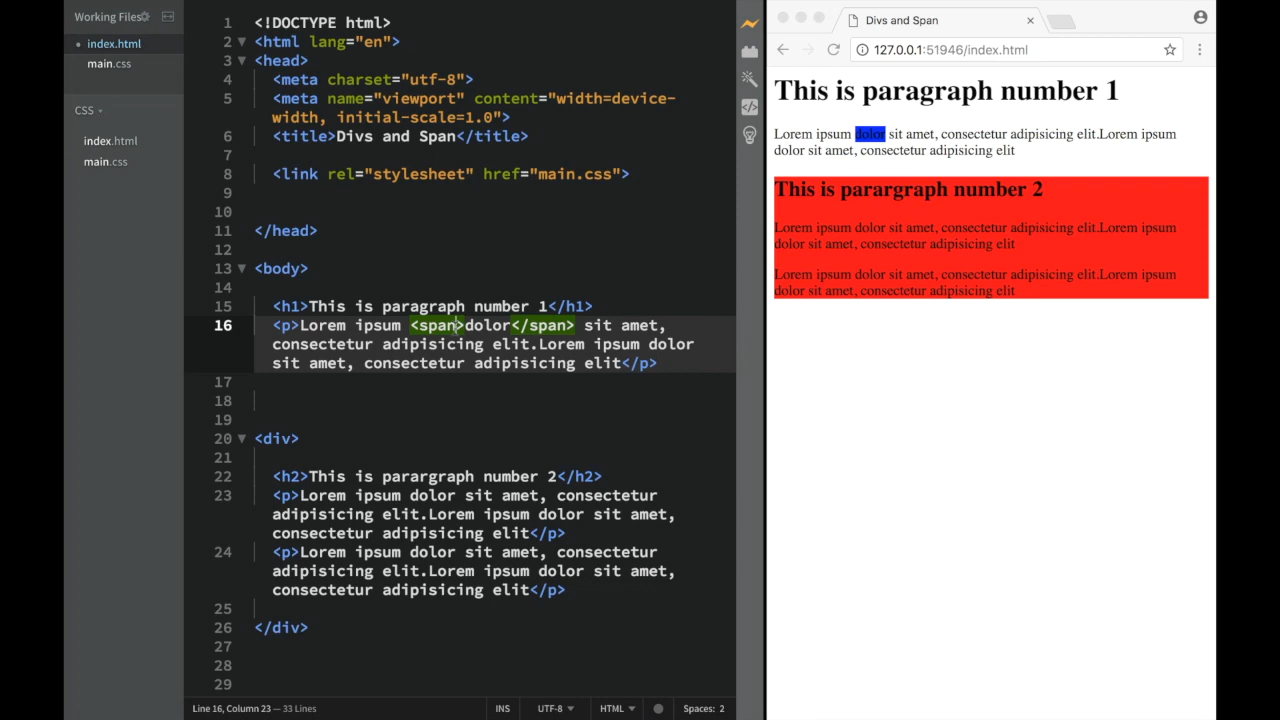 Working Files
index.html
main.css
CSS
index.html
main.css
1 <!DOCTYPE html>
2 <html lang="en">
3 <head>
4 <meta charset="utf-8">
5 <meta name="viewport" content="width=device-
width, initial-scale=1.0">
6 <title>Divs and Span</title>
7
8 <link rel="stylesheet" href="main.css">
9
10
11 </head>
12
13 <body>
14
15 <h1>This is paragraph number 1</h1>
16 <p>Lorem ipsum <span>dolor</span> sit amet,
consectetur adipisicing elit.Lorem ipsum dolor
sit amet, consectetur adipisicing elit</p>
17
18
19
20 <div>
21
22 <h2>This is parargraph number 2</h2>
23 <p>Lorem ipsum dolor sit amet, consectetur
adipisicing elit.Lorem ipsum dolor sit amet,
consectetur adipisicing elit</p>
24 <p>Lorem ipsum dolor sit amet, consectetur
adipisicing elit.Lorem ipsum dolor sit amet,
consectetur adipisicing elit</p>
25
26 </div>
27
28
29
Line 16, Column 23 — 33 Lines
INS UTF-8 HTML Spaces: 2
Divs and Span
127.0.0.1:51946/index.html
This is paragraph number 1
Lorem ipsum dolor sit amet, consectetur adipisicing elit.Lorem ipsum
dolor sit amet, consectetur adipisicing elit
This is parargraph number 2
Lorem ipsum dolor sit amet, consectetur adipisicing elit.Lorem ipsum
dolor sit amet, consectetur adipisicing elit
Lorem ipsum dolor sit amet, consectetur adipisicing elit.Lorem ipsum
dolor sit amet, consectetur adipisicing elit